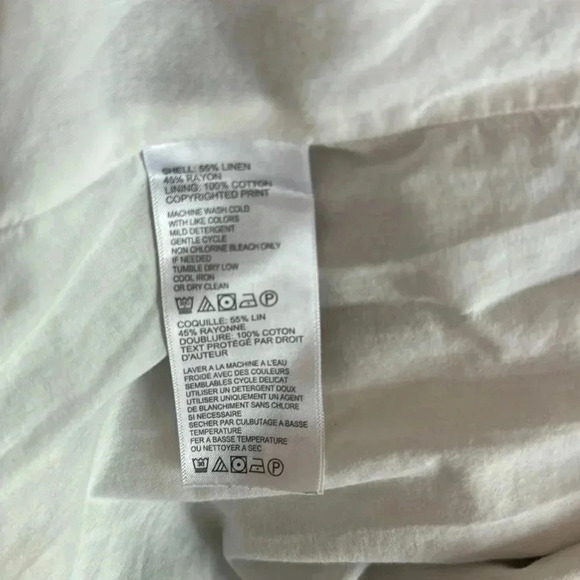 SHELL: 55% LINEN
45% RAYON
LINING: 100% COTTON
COPYRIGHTED PRINT
MACHINE WASH COLD
WITH LIKE COLORS
MILD DETERGENT
GENTLE CYCLE
NON CHLORINE BLEACH ONLY
IF NEEDED
TUMBLE DRY LOW
COOL IRON
OR DRY CLEAN
P
COQUILLE: 55% LIN
45% RAYONNE
DOUBLURE: 100% COTON
TEXT PROTÉGÉ PAR DROIT
D'AUTEUR
LAVER A LA MACHINE A L'EAU
FROIDE AVEC DES COULEURS
SEMBLABLES CYCLE DELICAT
UTILISER UN DETERGENT DOUX
UTILISER UNIQUEMENT UN AGENT
DE BLANCHIMENT SANS CHLORE
SI NECESSAIRE
SECHER PAR CULBUTAGE A BASSE
TEMPERATURE
FER A BASSE TEMPERATURE
OU NETTOYER A SEC
30 P